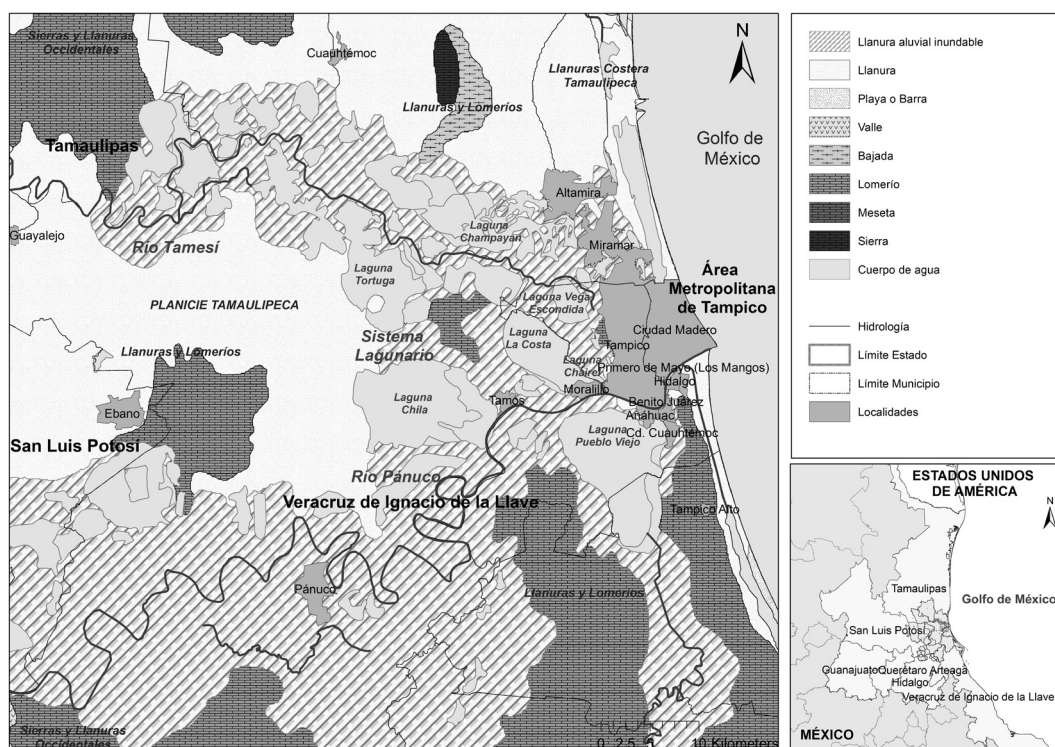 Sierras y Llanuras
Occidentales
Cuauhtémoc
Llanuras Costera
Tamaulipeca
N
Llanuras y Lomeríos
Golfo de
México
Tamaulipas
Altamira
Guayalejo
Río Tamesí
Laguna
Champayán
Miramar
Laguna
Tortuga
Área
Metropolitana
de Tampico
PLANICIE TAMAULIPECA
Laguna Vega
Escondida
Sistema
Lagunario
Laguna
La Costa
Ciudad Madero
Tampico
Llanuras y Lomeríos
Laguna
Chairel
Primero de Mayo (Los Mangos)
Hidalgo
Moralillo
Laguna
Chila
Tamós
Benito Juárez
Anáhuac
Ebano
Laguna
Pueblo Viejo
Cd. Cuauhtémoc
San Luis Potosí
Río Pánuco
Veracruz de Ignacio de la Llave
Tampico Alto
Pánuco
Llanuras y Lomeríos
Sierras y Llanuras
Occidentales
0 2.5 10 Kilometers
Llanura aluvial inundable
Llanura
Playa o Barra
Valle
Bajada
Lomerío
Meseta
Sierra
Cuerpo de agua
Hidrología
Límite Estado
Límite Municipio
Localidades
ESTADOS UNIDOS
DE AMÉRICA
N
Tamaulipas
Golfo de México
San Luis Potosí
Guanajuato
Querétaro Arteaga
Hidalgo
Veracruz de Ignacio de la Llave
MÉXICO